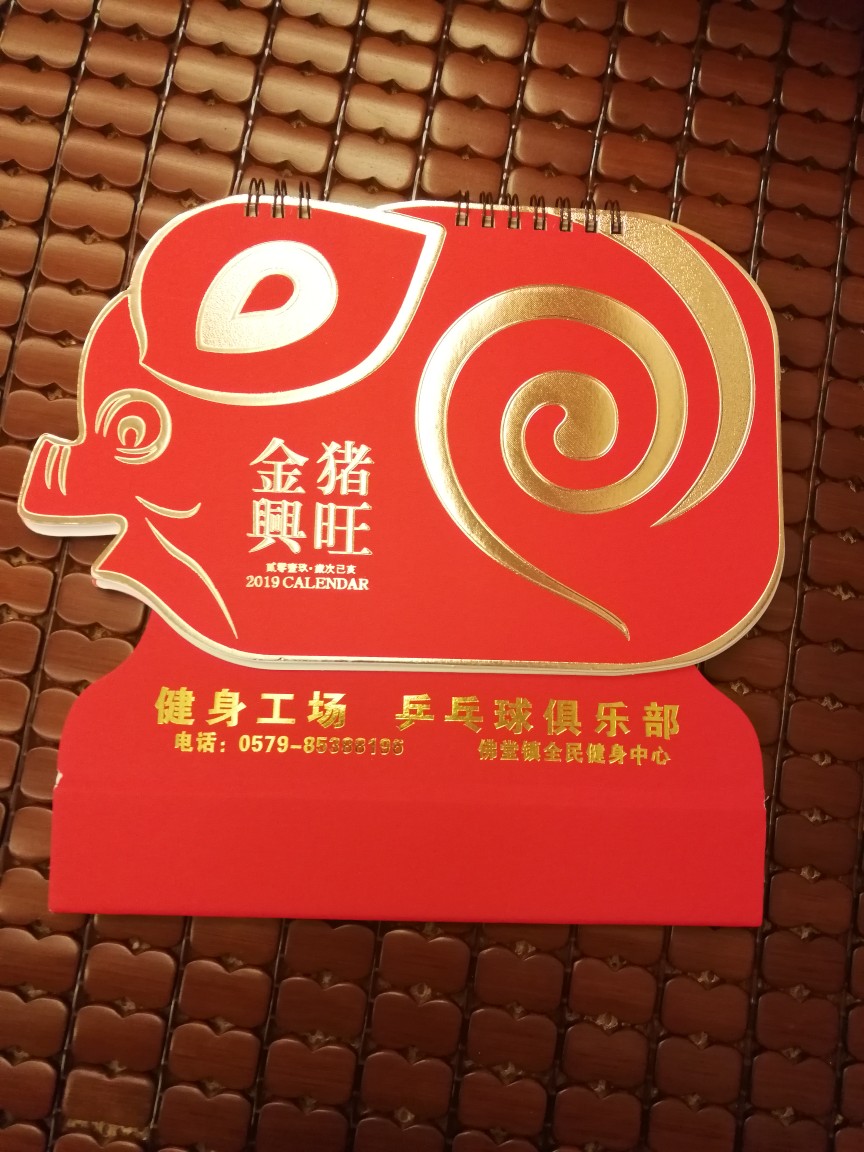 金猪
興旺
贰零壹玖·歲次己亥
2019 CALENDAR
健身工场 乒乓球俱乐部
电话：0579-85338196 佛堂镇全民健身中心